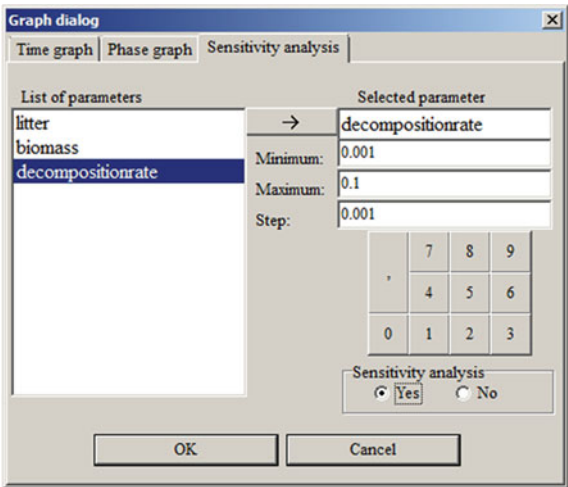 Graph dialog
Time graph Phase graph Sensitivity analysis
List of parameters
litter
biomass
decompositionrate
→
Selected parameter
decompositionrate
Minimum: 0.001
Maximum: 0.1
Step: 0.001
7 8 9
,
4 5 6
0 1 2 3
Sensitivity analysis
Yes No
OK Cancel